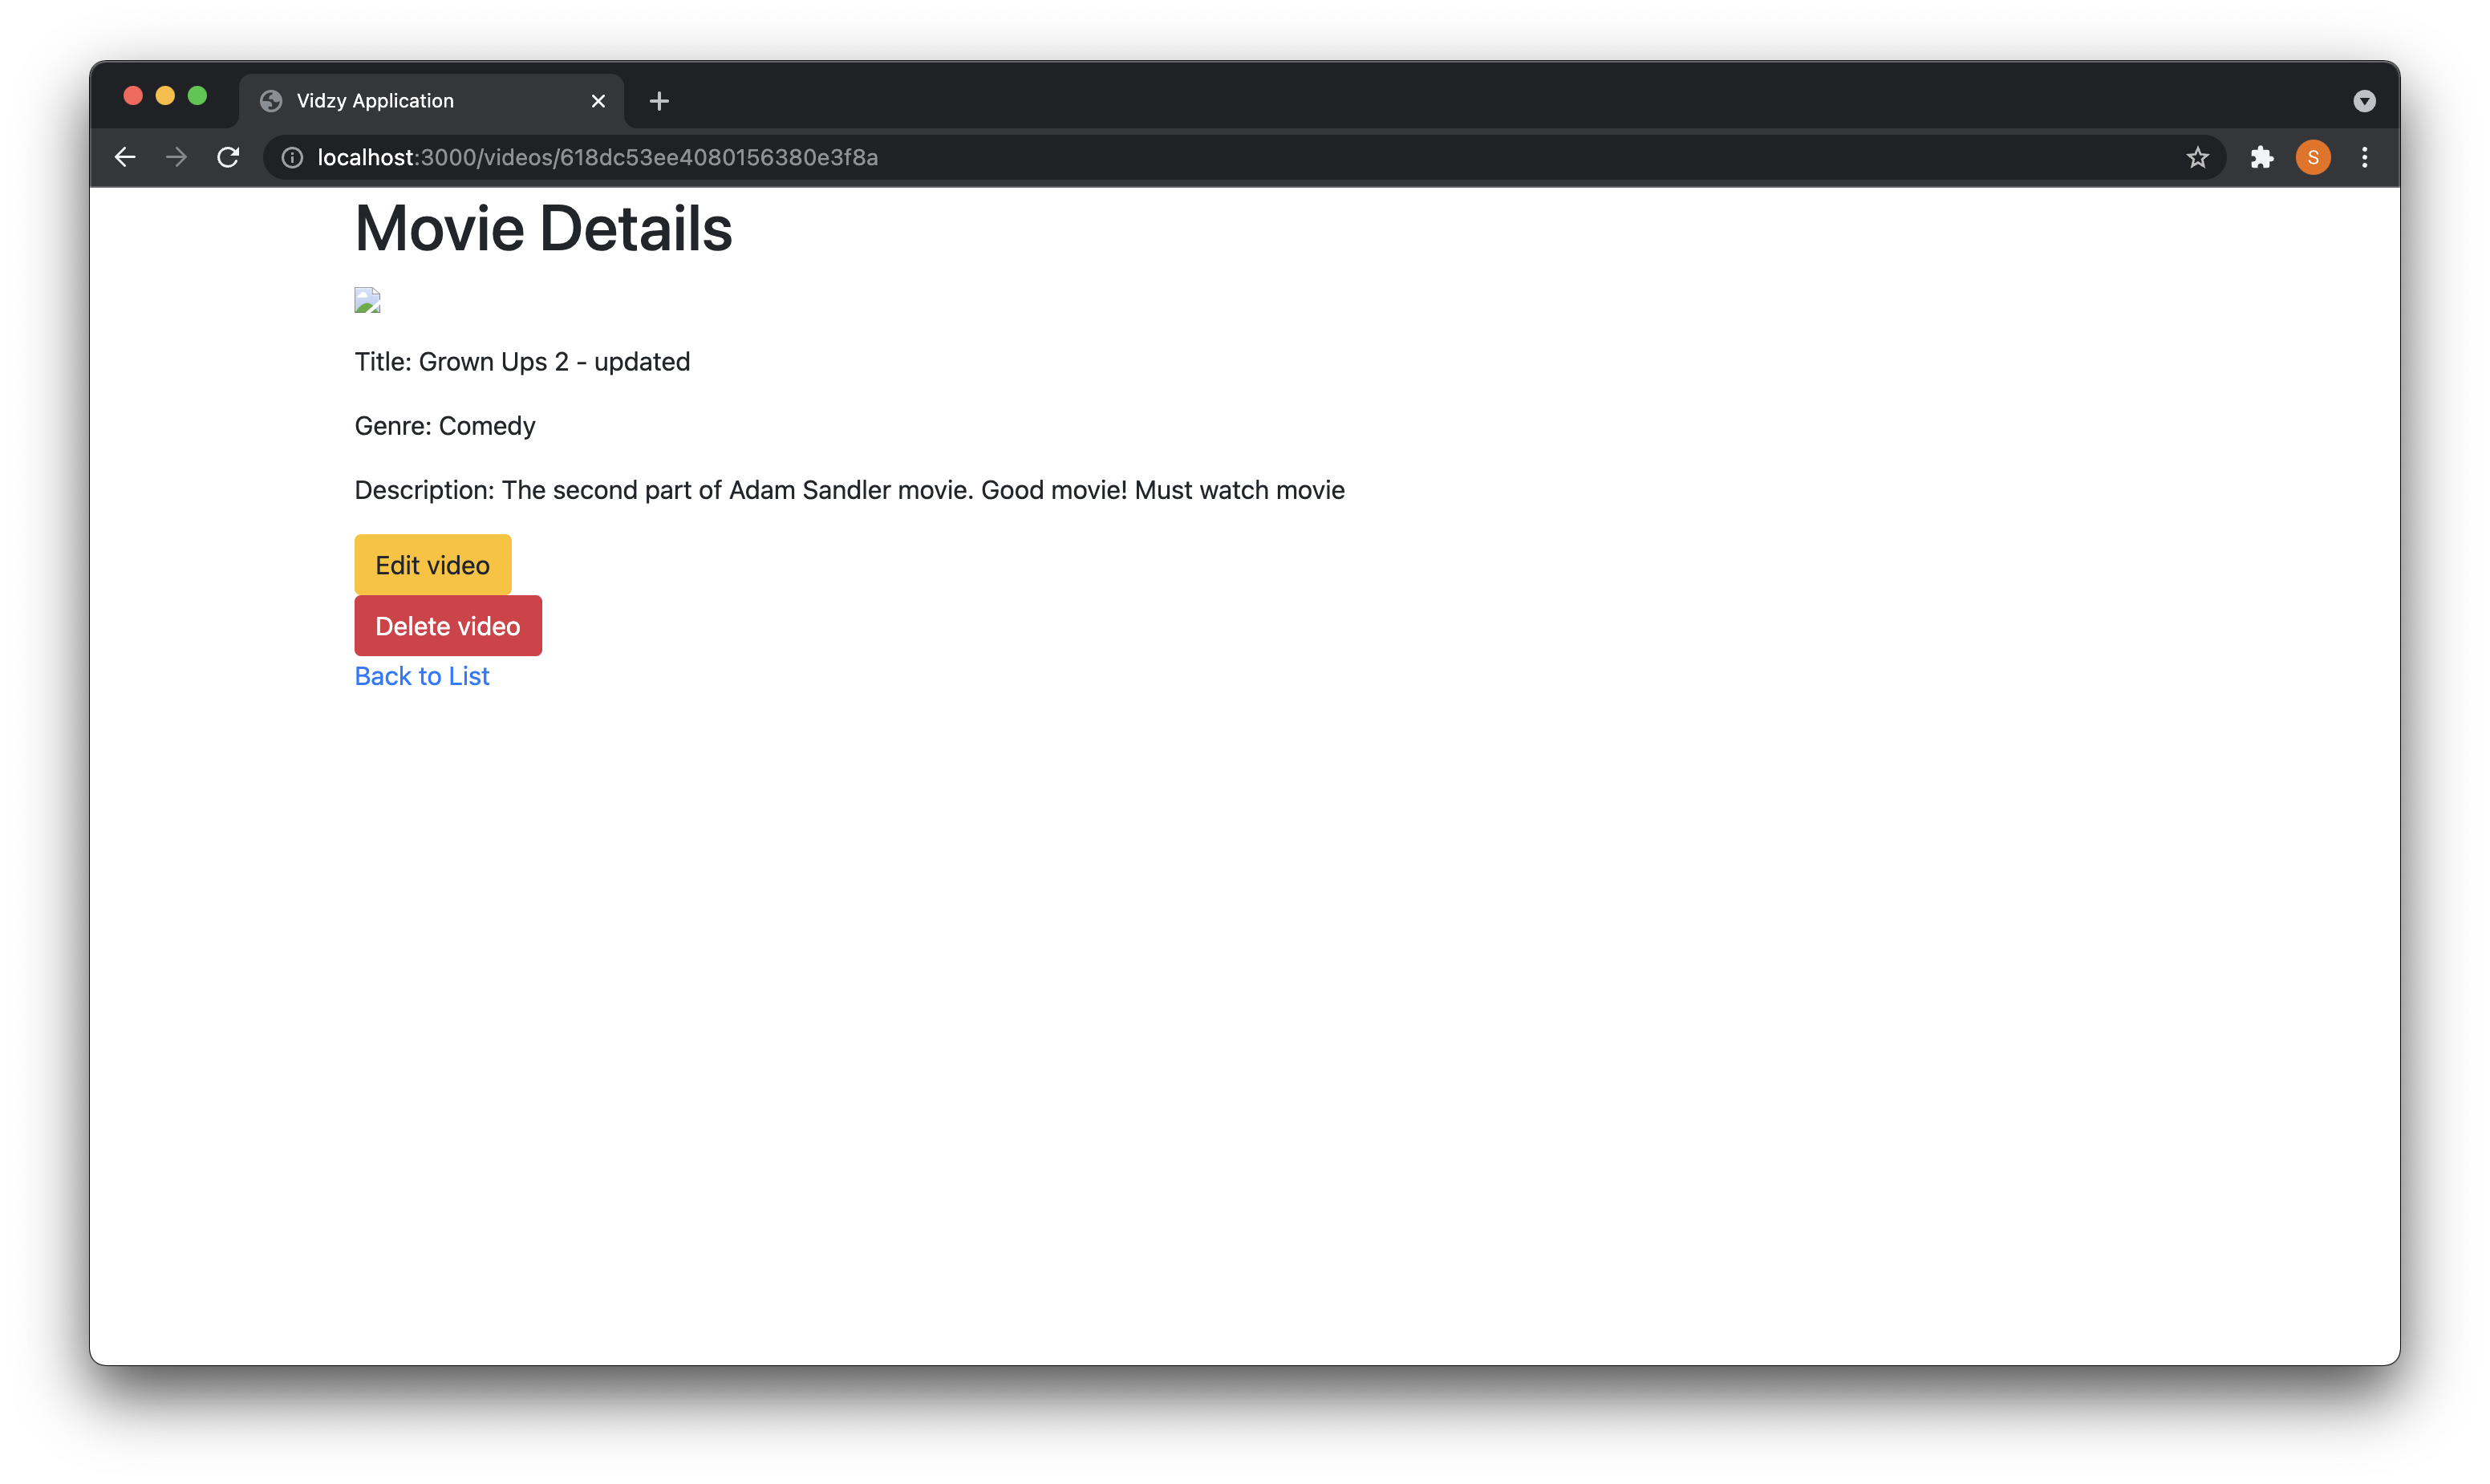 Vidzy Application
localhost:3000/videos/618dc53ee4080156380e3f8a
S
Movie Details
Title: Grown Ups 2 - updated
Genre: Comedy
Description: The second part of Adam Sandler movie. Good movie! Must watch movie
Edit video
Delete video
Back to List